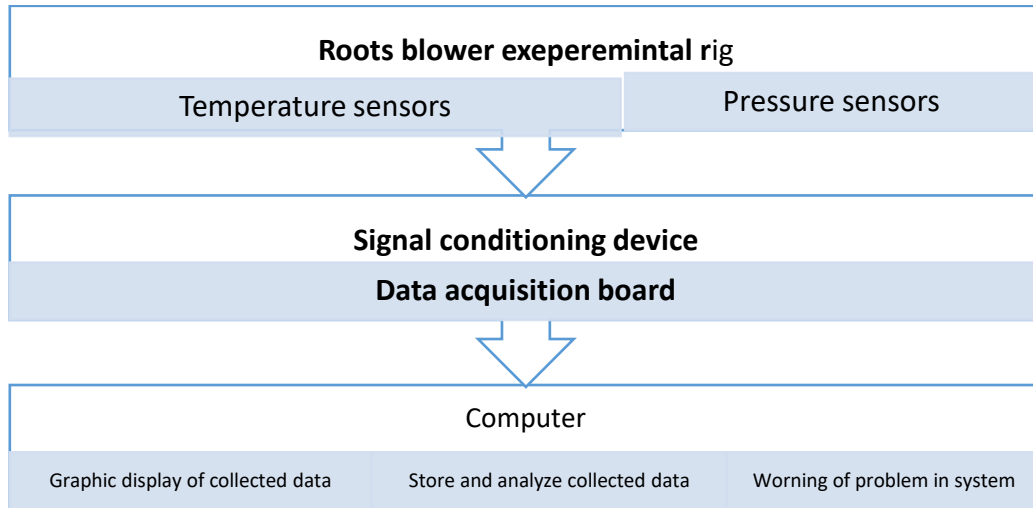 Roots blower exeperemintal rig
Temperature sensors
Pressure sensors
Signal conditioning device
Data acquisition board
Computer
Graphic display of collected data
Store and analyze collected data
Worning of problem in system